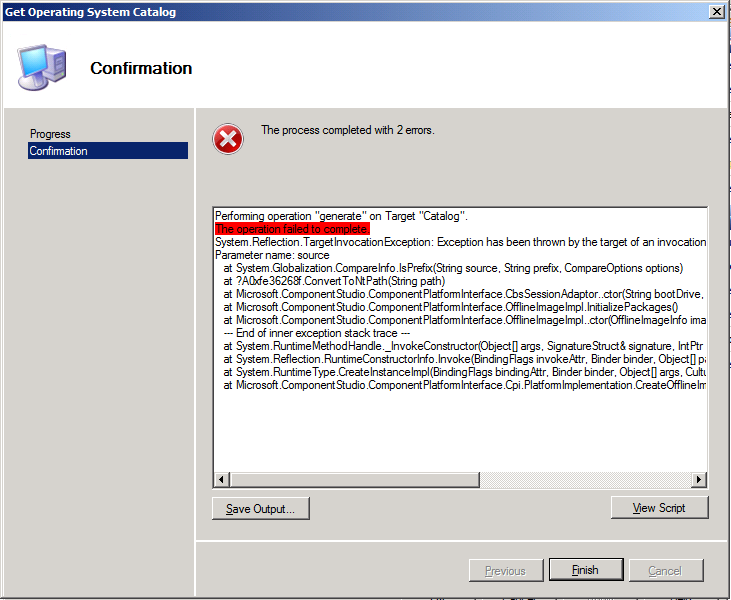 Get Operating System Catalog
Confirmation
Progress
Confirmation
The process completed with 2 errors.
Performing operation "generate" on Target "Catalog".
The operation failed to complete.
System.Reflection.TargetInvocationException: Exception has been thrown by the target of an invocation
Parameter name: source
at System.Globalization.CompareInfo.IsPrefix(String source, String prefix, CompareOptions options)
at ?A0xfe36268f.ConvertToNtPath(String path)
at Microsoft.ComponentStudio.ComponentPlatformInterface.CbsSessionAdaptor..ctor(String bootDrive,
at Microsoft.ComponentStudio.ComponentPlatformInterface.OfflineImageImpl.InitializePackages()
at Microsoft.ComponentStudio.ComponentPlatformInterface.OfflineImageImpl..ctor(OfflineImageInfo ima
--- End of inner exception stack trace ---
at System.RuntimeMethodHandle._InvokeConstructor(Object[] args, SignatureStruct& signature, IntPtr
at System.Reflection.RuntimeConstructorInfo.Invoke(BindingFlags invokeAttr, Binder binder, Object[] pa
at System.RuntimeType.CreateInstanceImpl(BindingFlags bindingAttr, Binder binder, Object[] args, Cultu
at Microsoft.ComponentStudio.ComponentPlatformInterface.Cpi.PlatformImplementation.CreateOfflineIm
Save Output...
View Script
Previous
Finish
Cancel